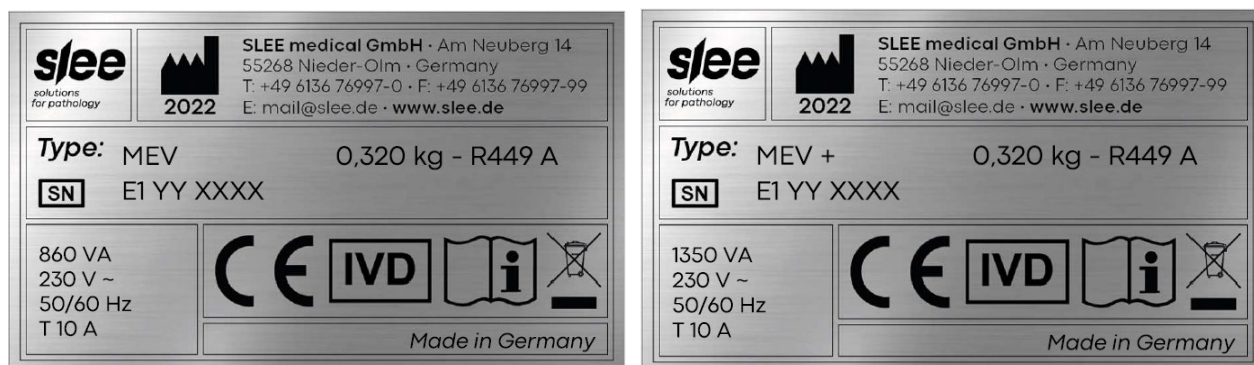 slee
solutions
for pathology
2022
SLEE medical GmbH · Am Neuberg 14
55268 Nieder-Olm · Germany
T: +49 6136 76997-0 · F: +49 6136 76997-99
E: mail@slee.de · www.slee.de
Type: MEV 0,320 kg - R449 A
SN E1 YY XXXX
860 VA
230 V ~
50/60 Hz
T 10 A
CE IVD i
Made in Germany
slee
solutions
for pathology
2022
SLEE medical GmbH · Am Neuberg 14
55268 Nieder-Olm · Germany
T: +49 6136 76997-0 · F: +49 6136 76997-99
E: mail@slee.de · www.slee.de
Type: MEV + 0,320 kg - R449 A
SN E1 YY XXXX
1350 VA
230 V ~
50/60 Hz
T 10 A
CE IVD i
Made in Germany